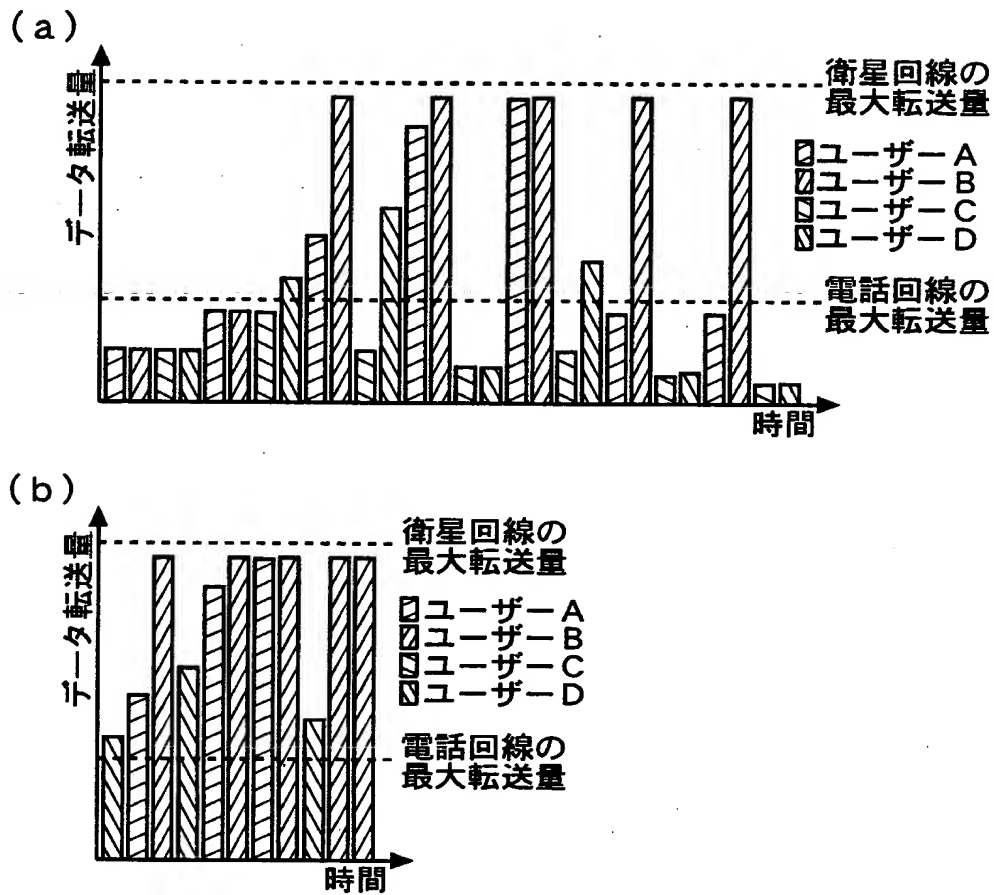 (a)
データ転送量
衛星回線の
最大転送量
ユーザーA
ユーザーB
ユーザーC
ユーザーD
電話回線の
最大転送量
時間
(b)
データ転送量
衛星回線の
最大転送量
ユーザーA
ユーザーB
ユーザーC
ユーザーD
電話回線の
最大転送量
時間